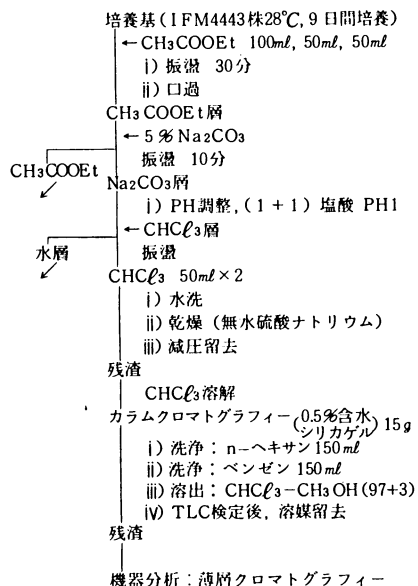 培養基(IFM4443株28℃, 9日間培養)
←CH3COOEt 100ml, 50ml, 50ml
i) 振盪 30分
ii) 口過
CH3COOEt層
←5%Na2CO3
振盪 10分
CH3COOEt
Na2CO3層
i) PH調整, (1+1) 塩酸 PH1
←CHCl3層
水層
振盪
CHCl3 50ml×2
i) 水洗
ii) 乾燥 (無水硫酸ナトリウム)
iii) 減圧留去
残渣
CHCl3溶解
カラムクロマトグラフィー(0.5%含水シリカゲル)15g
i) 洗浄: n-ヘキサン 150ml
ii) 洗浄: ベンゼン 150ml
iii) 溶出: CHCl3-CH3OH(97+3)
iv) TLC検定後, 溶媒留去
残渣
機器分析:薄層クロマトグラフィー